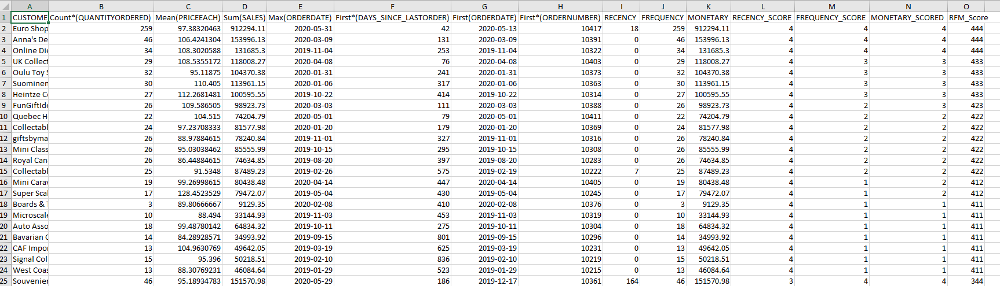 A B C D E F G H I J K L M N O
1 CUSTOME Count*(QUANTITYORDERED) Mean(PRICEEACH) Sum(SALES) Max(ORDERDATE) First*(DAYS_SINCE_LASTORDER) First(ORDERDATE) First*(ORDERNUMBER) RECENCY FREQUENCY MONETARY RECENCY_SCORE FREQUENCY_SCORE MONETARY_SCORED RFM_Score
2 Euro Shop 259 97.38320463 912294.11 2020-05-31 42 2020-05-13 10417 18 259 912294.11 4 4 4 444
3 Anna's De 46 106.4241304 153996.13 2020-03-09 131 2020-03-09 10391 0 46 153996.13 4 4 4 444
4 Online Die 34 108.3020588 131685.3 2019-11-04 253 2019-11-04 10322 0 34 131685.3 4 4 4 444
5 UK Collect 29 108.5355172 118008.27 2020-04-08 76 2020-04-08 10403 0 29 118008.27 4 3 3 433
6 Oulu Toy S 32 95.11875 104370.38 2020-01-31 241 2020-01-31 10373 0 32 104370.38 4 3 3 433
7 Suominen 30 110.405 113961.15 2020-01-06 317 2020-01-06 10363 0 30 113961.15 4 3 3 433
8 Heintze Co 27 112.2681481 100595.55 2019-10-22 414 2019-10-22 10314 0 27 100595.55 4 3 3 433
9 FunGiftIde 26 109.586505 98923.73 2020-03-03 111 2020-03-03 10388 0 26 98923.73 4 2 3 423
10 Quebec H 22 104.515 74204.79 2020-05-01 79 2020-05-01 10411 0 22 74204.79 4 2 2 422
11 Collectabl 24 97.23708333 81577.98 2020-01-20 179 2020-01-20 10369 0 24 81577.98 4 2 2 422
12 giftsbyma 26 88.97884615 78240.84 2019-11-01 327 2019-11-01 10316 0 26 78240.84 4 2 2 422
13 Mini Class 26 95.03038462 85555.99 2019-10-15 295 2019-10-15 10308 0 26 85555.99 4 2 2 422
14 Royal Can 26 86.44884615 74634.85 2019-08-20 397 2019-08-20 10283 0 26 74634.85 4 2 2 422
15 Collectabl 25 91.5348 87489.23 2019-02-26 575 2019-02-19 10222 7 25 87489.23 4 2 2 422
16 Mini Carav 19 99.26998165 80438.48 2020-04-14 447 2020-04-14 10405 0 19 80438.48 4 1 2 412
17 Super Scal 17 128.4523529 79472.07 2019-05-04 430 2019-05-04 10245 0 17 79472.07 4 1 2 412
18 Boards & T 3 89.80666667 9129.35 2020-02-08 410 2020-02-08 10376 0 3 9129.35 4 1 1 411
19 Microscale 10 88.494 33144.93 2019-11-03 453 2019-11-03 10319 0 10 33144.93 4 1 1 411
20 Auto Asso 18 99.48780142 64834.32 2019-10-11 275 2019-10-11 10304 0 18 64834.32 4 1 1 411
21 Bavarian C 14 84.28928571 34993.92 2019-09-15 801 2019-09-15 10296 0 14 34993.92 4 1 1 411
22 CAF Impor 13 104.9630769 49642.05 2019-03-19 625 2019-03-19 10231 0 13 49642.05 4 1 1 411
23 Signal Col 15 95.396 50218.51 2019-02-10 836 2019-02-10 10219 0 15 50218.51 4 1 1 411
24 West Coas 13 88.30769231 46084.64 2019-01-29 523 2019-01-29 10215 0 13 46084.64 4 1 1 411
25 Souvenier 46 95.18934783 151570.98 2020-05-29 186 2019-12-17 10361 164 46 151570.98 3 4 4 344